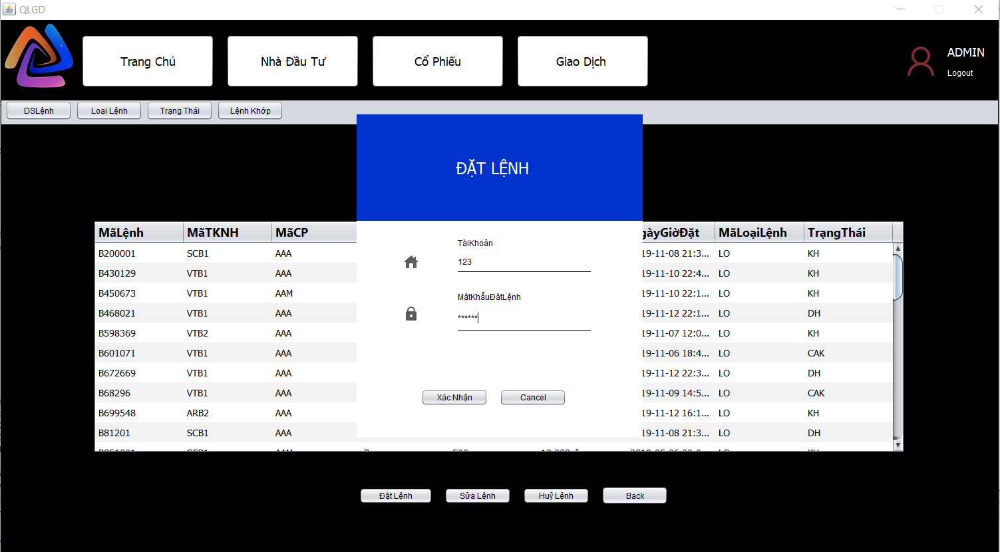 QLGD
Trang Chủ
Nhà Đầu Tư
Cổ Phiếu
Giao Dịch
ADMIN
Logout
DSLệnh
Loại Lệnh
Trạng Thái
Lệnh Khớp
ĐẶT LỆNH
TàiKhoản
123
MậtKhẩuĐặtLệnh
******
Xác Nhận
Cancel
MãLệnh MãTKNH MãCP gàyGiờĐặt MãLoạiLệnh TrạngThái
B200001 SCB1 AAA 19-11-08 21:3... LO KH
B430129 VTB1 AAA 19-11-10 22:4... LO KH
B450673 VTB1 AAM 19-11-10 22:1... LO KH
B468021 VTB1 AAA 19-11-12 22:1... LO DH
B598369 VTB2 AAA 19-11-07 12:0... LO KH
B601071 VTB1 AAA 19-11-06 18:4... LO CAK
B672669 VTB1 AAA 19-11-12 22:3... LO DH
B68296 VTB1 AAA 19-11-09 14:5... LO CAK
B699548 ARB2 AAA 19-11-12 16:1... LO KH
B81201 SCB1 AAA 19-11-08 21:3... LO DH
Đặt Lệnh
Sửa Lệnh
Huỷ Lệnh
Back